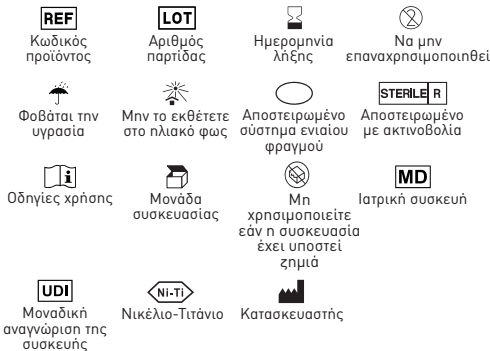 REF
Κωδικός
προϊόντος
LOT
Αριθμός
παρτίδας
Ημερομηνία
λήξης
2
Να μην
επαναχρησιμοποιηθεί
Φοβάται την
υγρασία
Μην το εκθέτετε
στο ηλιακό φως
Αποστειρωμένο
σύστημα ενιαίου
φραγμού
STERILE R
Αποστειρωμένο
με ακτινοβολία
i
Οδηγίες χρήσης
Μονάδα
συσκευασίας
Μη
χρησιμοποιείτε
εάν η συσκευασία
έχει υποστεί
ζημιά
MD
Ιατρική συσκευή
UDI
Μοναδική
αναγνώριση της
συσκευής
Ni-Ti
Νικέλιο-Τιτάνιο
Κατασκευαστής